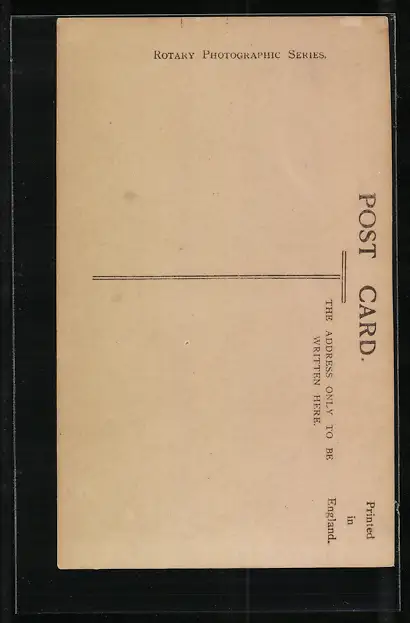 ROTARY PHOTOGRAPHIC SERIES.
POST CARD.
THE ADDRESS ONLY TO BE
WRITTEN HERE.
Printed
in
England.